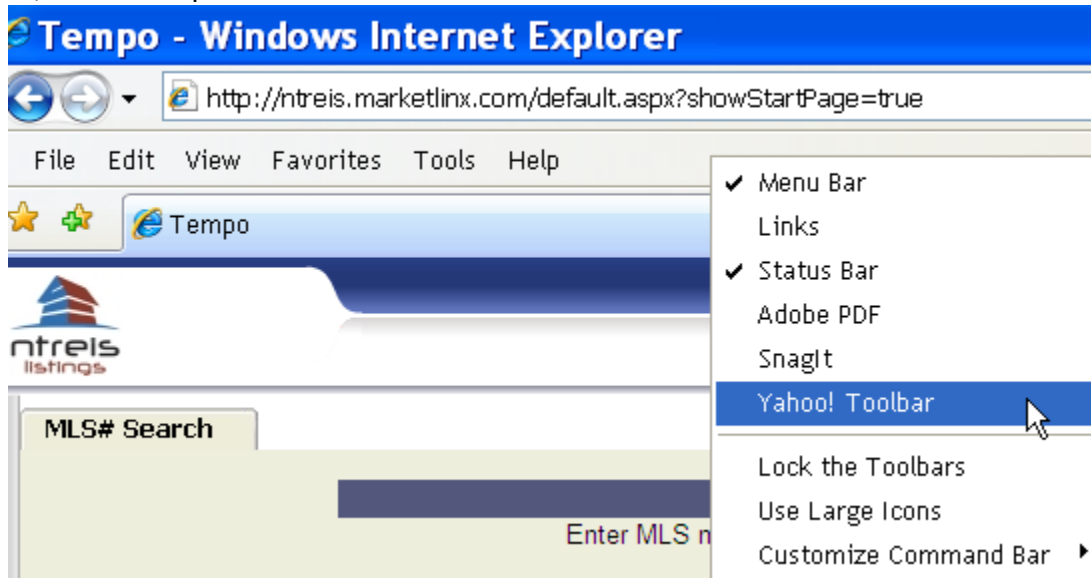 Tempo - Windows Internet Explorer
http://ntreis.marketlinx.com/default.aspx?showStartPage=true
File Edit View Favorites Tools Help
Tempo
ntreis
listings
MLS# Search
Enter MLS
Menu Bar
Links
Status Bar
Adobe PDF
SnagIt
Yahoo! Toolbar
Lock the Toolbars
Use Large Icons
Customize Command Bar